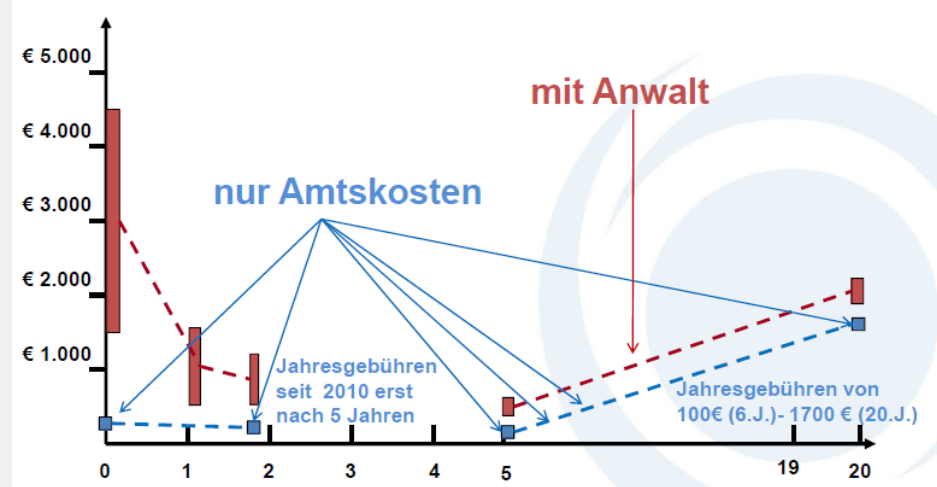 € 5.000
€ 4.000
€ 3.000
€ 2.000
€ 1.000
mit Anwalt
nur Amtskosten
Jahresgebühren
seit 2010 erst
nach 5 Jahren
Jahresgebühren von
100€ (6.J.)- 1700 € (20.J.)
0 1 2 3 4 5 19 20